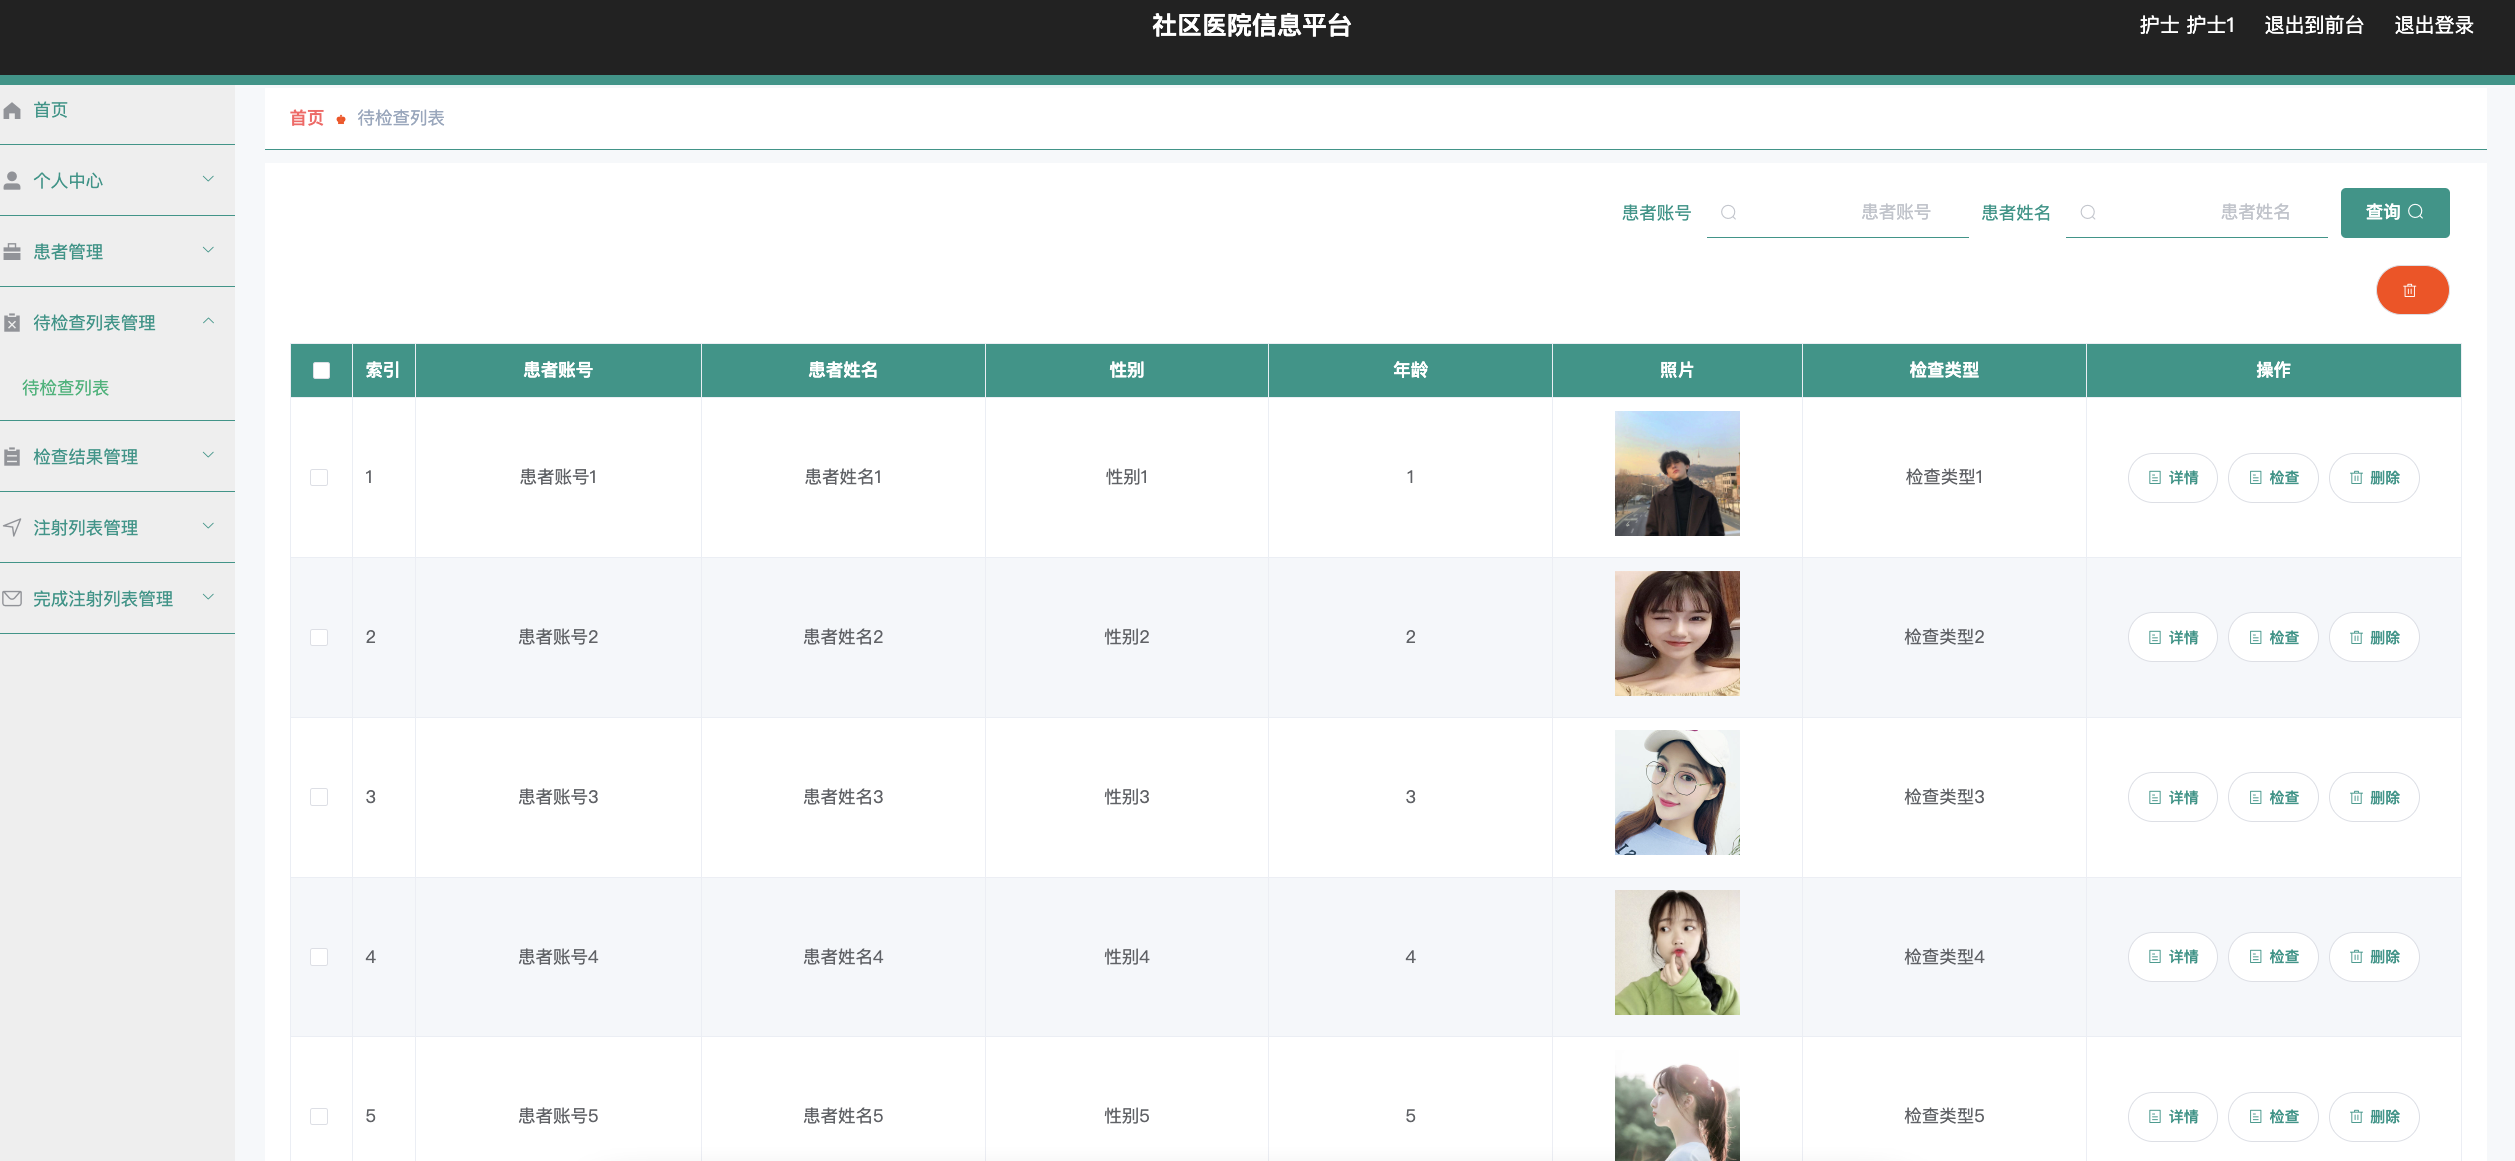 社区医院信息平台
护士 护士1 退出到前台 退出登录
首页
个人中心
患者管理
待检查列表管理
待检查列表
检查结果管理
注射列表管理
完成注射列表管理
首页 待检查列表
患者账号 患者账号 患者姓名 患者姓名 查询
索引 患者账号 患者姓名 性别 年龄 照片 检查类型 操作
1 患者账号1 患者姓名1 性别1 1 检查类型1 详情 检查 删除
2 患者账号2 患者姓名2 性别2 2 检查类型2 详情 检查 删除
3 患者账号3 患者姓名3 性别3 3 检查类型3 详情 检查 删除
4 患者账号4 患者姓名4 性别4 4 检查类型4 详情 检查 删除
5 患者账号5 患者姓名5 性别5 5 检查类型5 详情 检查 删除